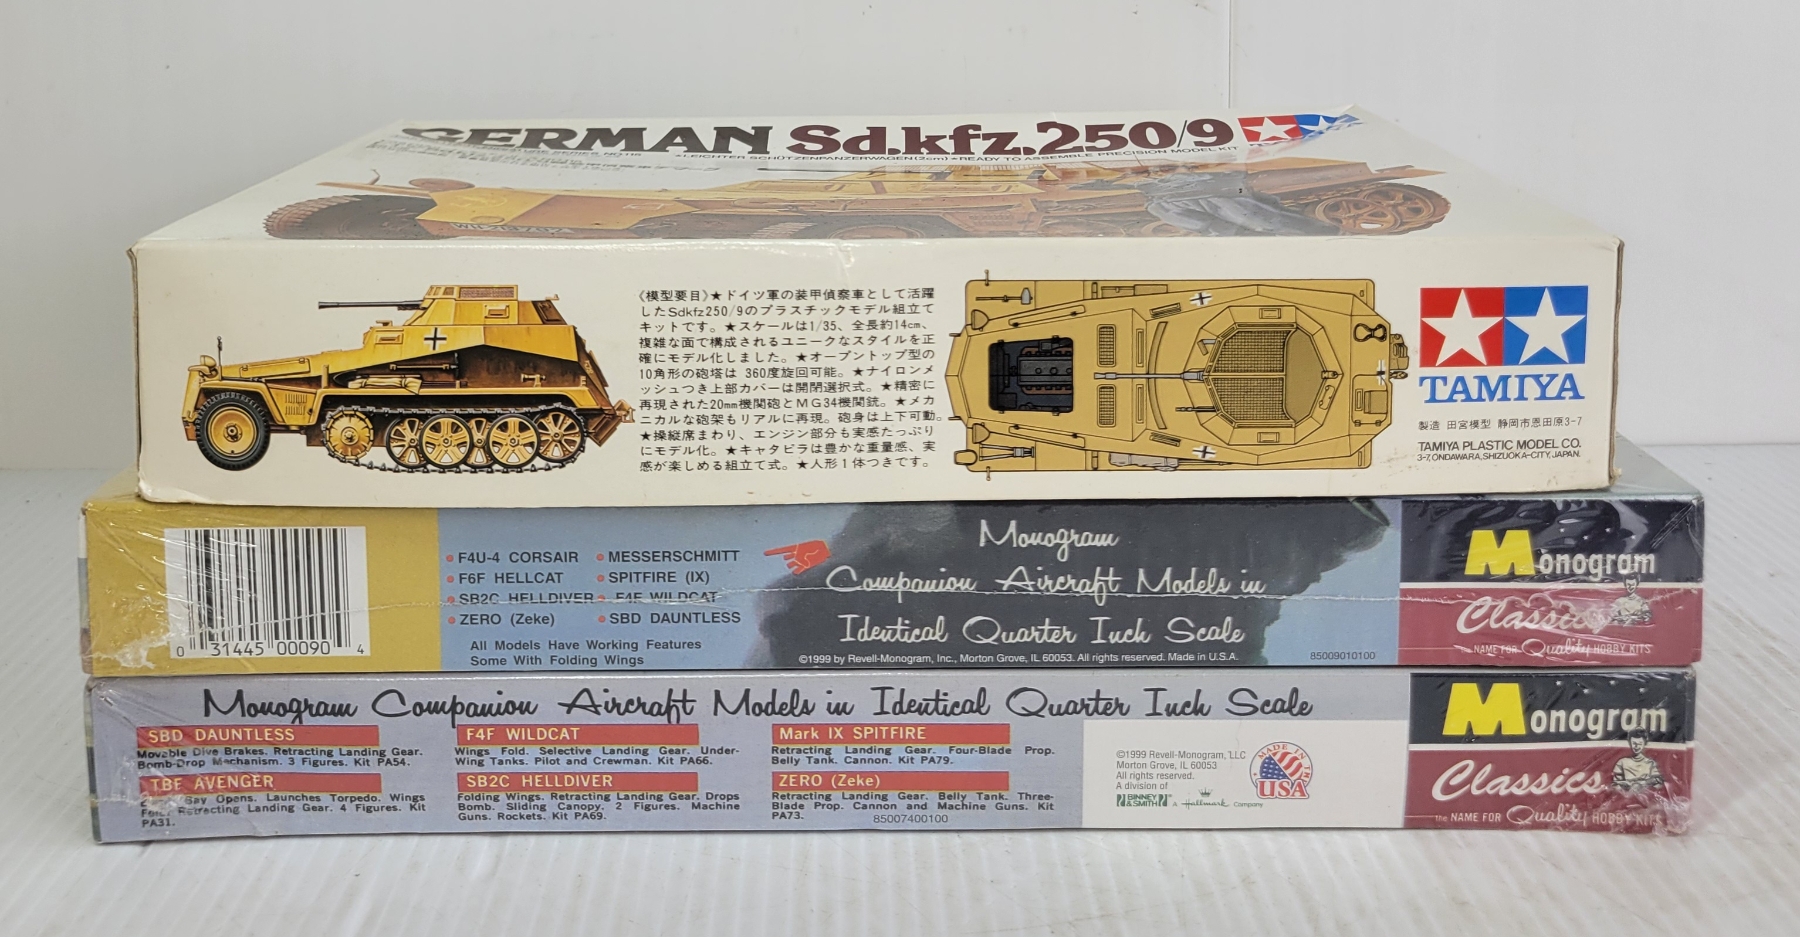 GERMAN Sd.kfz.250/9
★LEICHTER SCHÜTZENPANZERWAGEN(2cm)★READY TO ASSEMBLE PRECISION MODEL KIT
《模型要目》★ドイツ軍の装甲偵察車として活躍
したSdkfz250/9のプラスチックモデル組立て
キットです。★スケールは1/35、全長約14cm、
複雑な面で構成されるユニークなスタイルを正
確にモデル化しました。★オープントップ型の
10角形の砲塔は 360度旋回可能。★ナイロンメ
ッシュつき上部カバーは開閉選択式。★精密に
再現された20mm機関砲とMG34機関銃。★メカ
ニカルな砲架もリアルに再現。砲身は上下可動。
★操縦席まわり、エンジン部分も実感たっぷり
にモデル化。★キャタピラは豊かな重量感、実
感が楽しめる組立て式。★人形1体つきです。
TAMIYA
製造 田宮模型 静岡市恩田原3-7
TAMIYA PLASTIC MODEL CO.
3-7, ONDAWARA, SHIZUOKA-CITY, JAPAN.
0 31445 00090 4
• F4U-4 CORSAIR
• F6F HELLCAT
• SB2C HELLDIVER
• ZERO (Zeke)
• MESSERSCHMITT
• SPITFIRE (IX)
• F4F WILDCAT
• SBD DAUNTLESS
All Models Have Working Features
Some With Folding Wings
Monogram
Companion Aircraft Models in
Identical Quarter Inch Scale
©1999 by Revell-Monogram, Inc., Morton Grove, IL 60053. All rights reserved. Made in U.S.A.
85009010100
Monogram
Classics
THE NAME FOR Quality HOBBY KITS
Monogram Companion Aircraft Models in Identical Quarter Inch Scale
SBD DAUNTLESS
Movable Dive Brakes. Retracting Landing Gear.
Bomb-Drop Mechanism. 3 Figures. Kit PA54.
TBF AVENGER
Bay Opens. Launches Torpedo. Wings
Fold. Retracting Landing Gear. 4 Figures. Kit
PA31.
F4F WILDCAT
Wings Fold. Selective Landing Gear. Under-
Wing Tanks. Pilot and Crewman. Kit PA66.
SB2C HELLDIVER
Folding Wings. Retracting Landing Gear. Drops
Bomb. Sliding Canopy. 2 Figures. Machine
Guns. Rockets. Kit PA69.
Mark IX SPITFIRE
Retracting Landing Gear. Four-Blade Prop.
Belly Tank. Cannon. Kit PA79.
ZERO (Zeke)
Retracting Landing Gear. Belly Tank. Three-
Blade Prop. Cannon and Machine Guns. Kit
PA73.
85007400100
©1999 Revell-Monogram, LLC
Morton Grove, IL 60053
All rights reserved.
A division of
BINNEY & SMITH
A Hallmark Company
MADE IN THE
USA
Monogram
Classics
the NAME FOR Quality HOBBY KITS